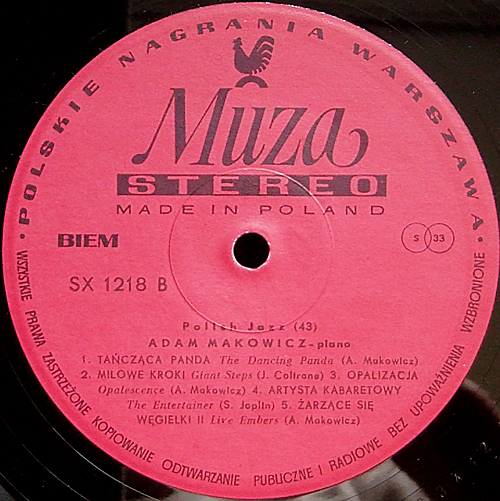 • POLSKIE NAGRANIA WARSZAWA •
Muza
STEREO
MADE IN POLAND
BIEM
S 33
SX 1218 B
Polish Jazz (43)
ADAM MAKOWICZ - piano
1. TAŃCZĄCA PANDA The Dancing Panda (A. Makowicz)
2. MILOWE KROKI Giant Steps (J. Coltrane) 3. OPALIZACJA
Opalescence (A. Makowicz) 4. ARTYSTA KABARETOWY
The Entertainer (S. Joplin) 5. ŻARZĄCE SIĘ
WĘGIELKI II Live Embers (A. Makowicz)
WSZYSTKIE PRAWA ZASTRZEŻONE KOPIOWANIE ODTWARZANIE PUBLICZNE I RADIOWE BEZ UPOWAŻNIENIA WZBRONIONE